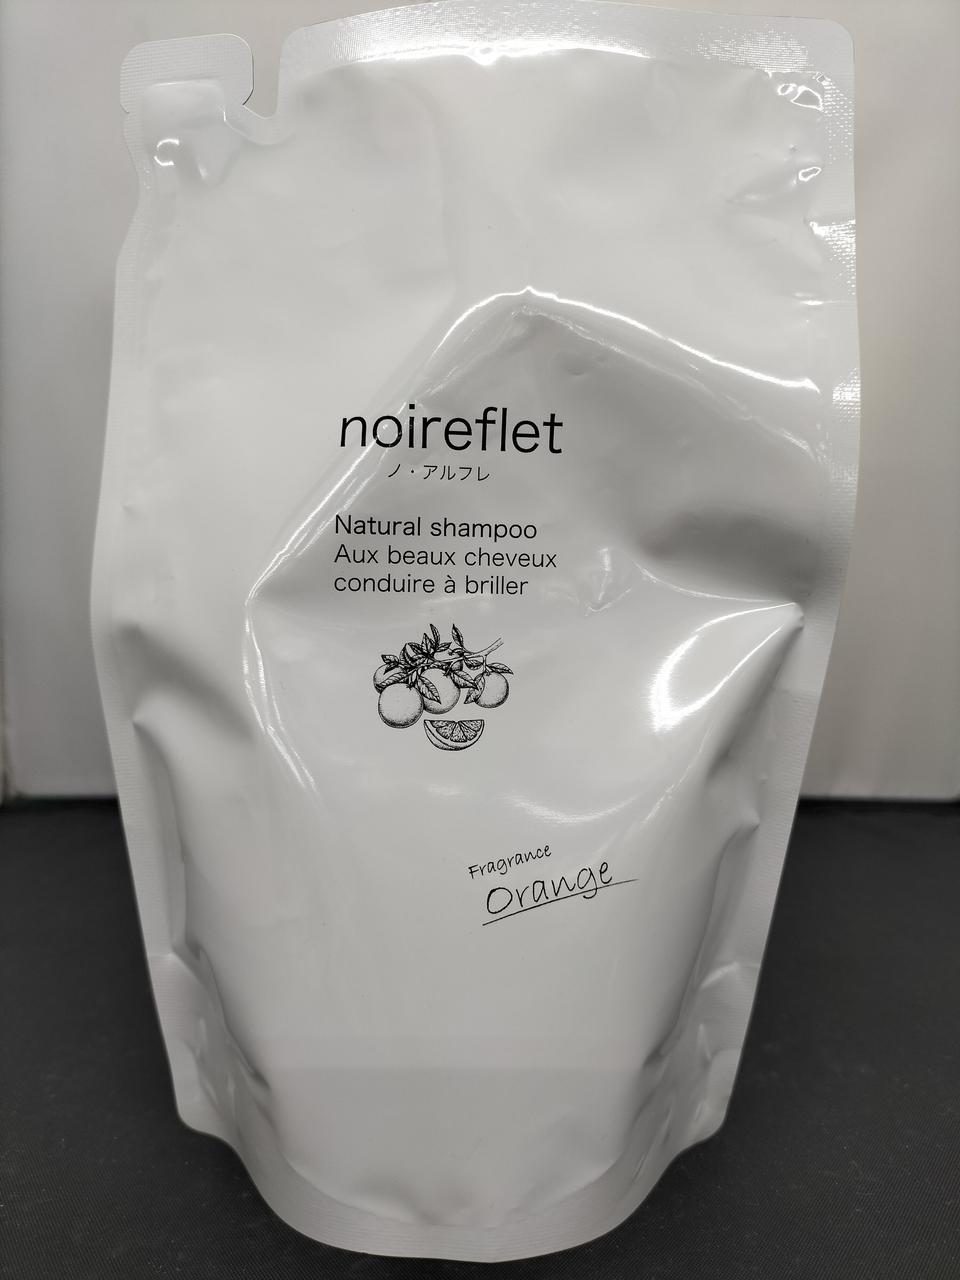 noireflet
ノ・アルフレ
Natural shampoo
Aux beaux cheveux
conduire à briller
Fragrance
Orange